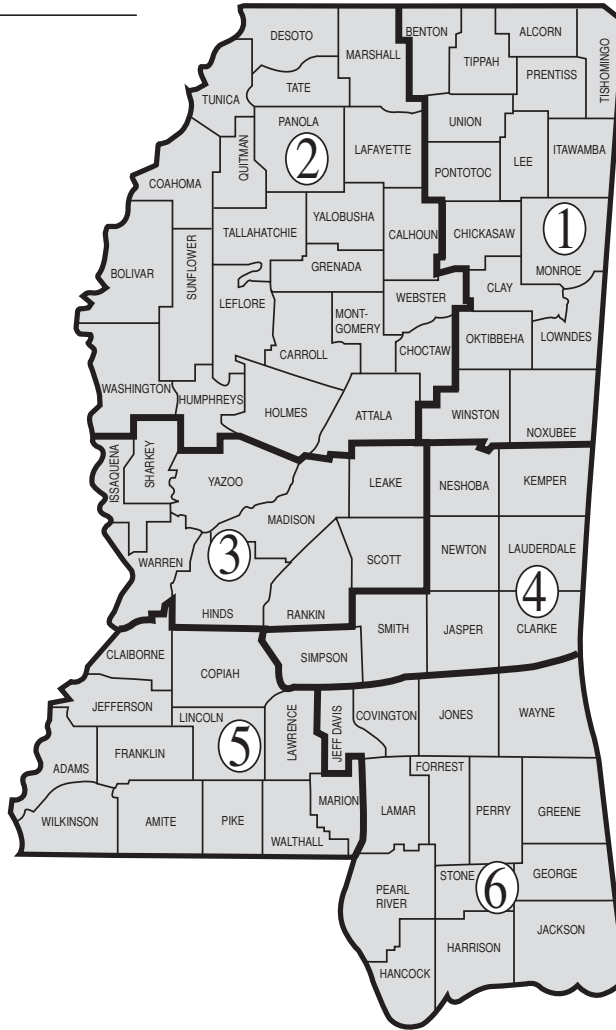 DESOTO
MARSHALL
BENTON
ALCORN
TIPPAH
PRENTISS
TISHOMINGO
TUNICA
TATE
PANOLA
2
QUITMAN
LAFAYETTE
UNION
PONTOTOC
LEE
ITAWAMBA
COAHOMA
TALLAHATCHIE
YALOBUSHA
CALHOUN
CHICKASAW
1
MONROE
BOLIVAR
SUNFLOWER
GRENADA
LEFLORE
WEBSTER
CLAY
MONT-
GOMERY
CARROLL
CHOCTAW
OKTIBBEHA
LOWNDES
WASHINGTON
HUMPHREYS
HOLMES
ATTALA
WINSTON
NOXUBEE
ISSAQUENA
SHARKEY
YAZOO
LEAKE
NESHOBA
KEMPER
MADISON
WARREN
3
SCOTT
NEWTON
LAUDERDALE
4
HINDS
RANKIN
SMITH
JASPER
CLARKE
CLAIBORNE
COPIAH
SIMPSON
JEFFERSON
LINCOLN
5
LAWRENCE
JEFF DAVIS
COVINGTON
JONES
WAYNE
ADAMS
FRANKLIN
FORREST
WILKINSON
AMITE
PIKE
WALTHALL
MARION
LAMAR
PERRY
GREENE
PEARL
RIVER
STONE
6
GEORGE
HANCOCK
HARRISON
JACKSON